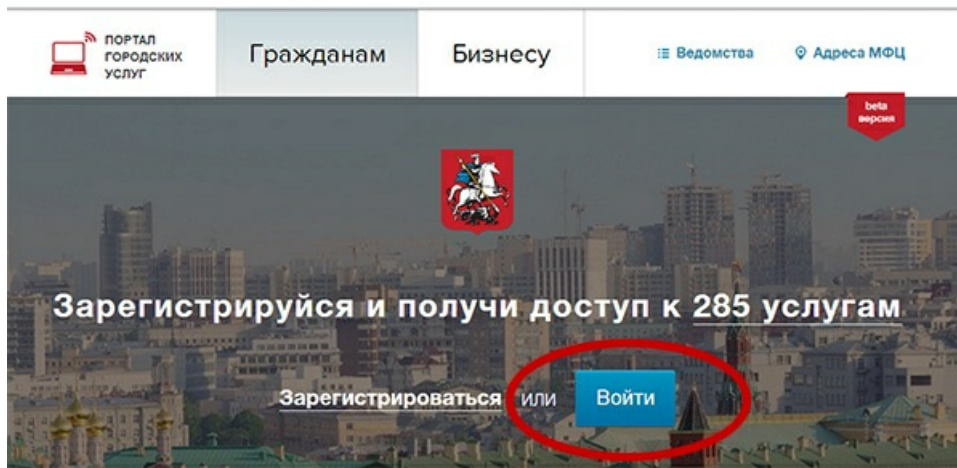 ПОРТАЛ
ГОРОДСКИХ
УСЛУГ
Гражданам
Бизнесу
Ведомства
Адреса МФЦ
beta
версия
Зарегистрируйся и получи доступ к 285 услугам
Зарегистрироваться или Войти